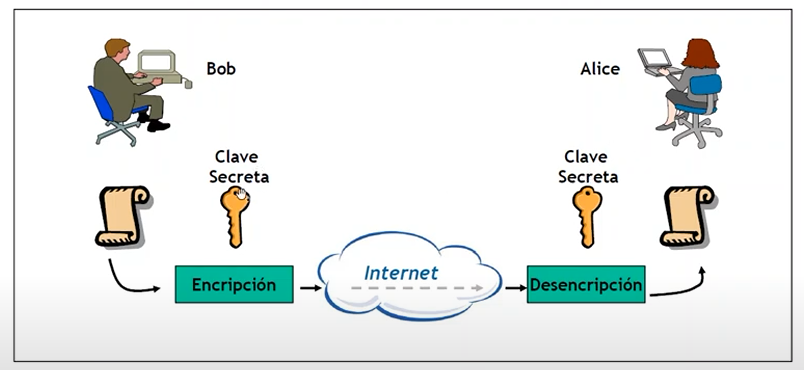 Bob
Alice
Clave
Secreta
Clave
Secreta
Encripción
Internet
Desencripción